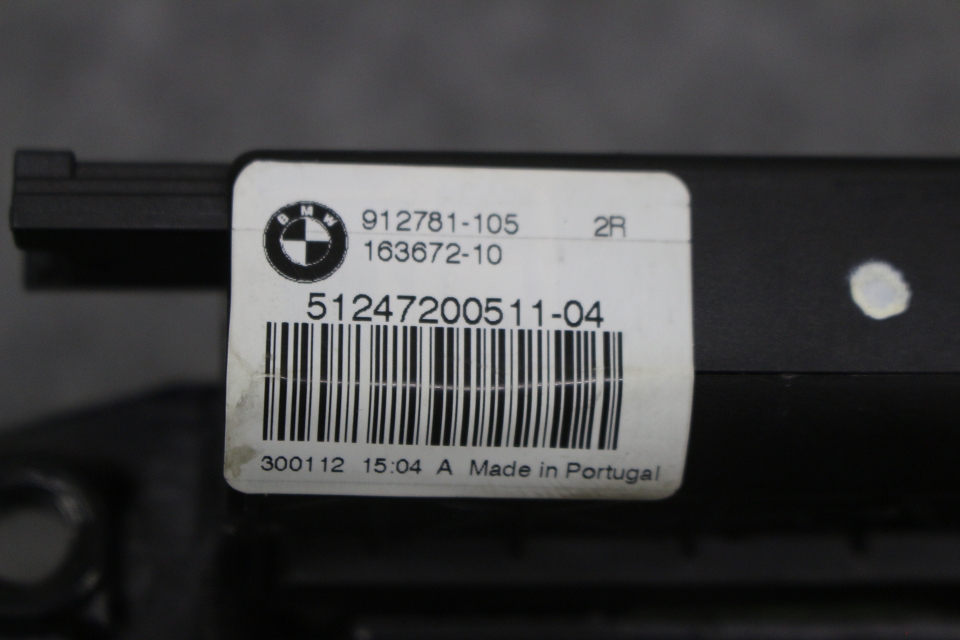 BMW
912781-105 2R
163672-10
51247200511-04
300112 15:04 A Made in Portugal